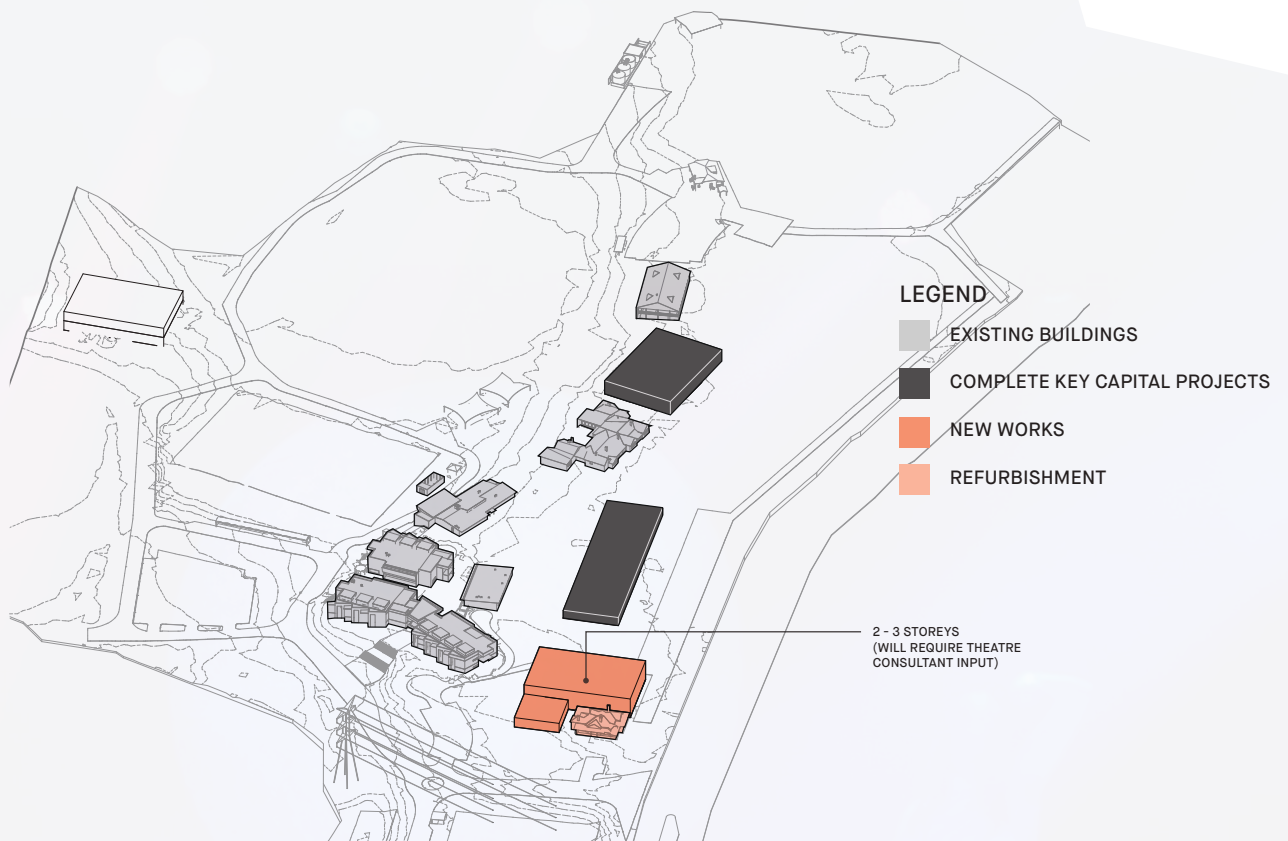 LEGEND
EXISTING BUILDINGS
COMPLETE KEY CAPITAL PROJECTS
NEW WORKS
REFURBISHMENT
2 - 3 STOREYS
(WILL REQUIRE THEATRE
CONSULTANT INPUT)